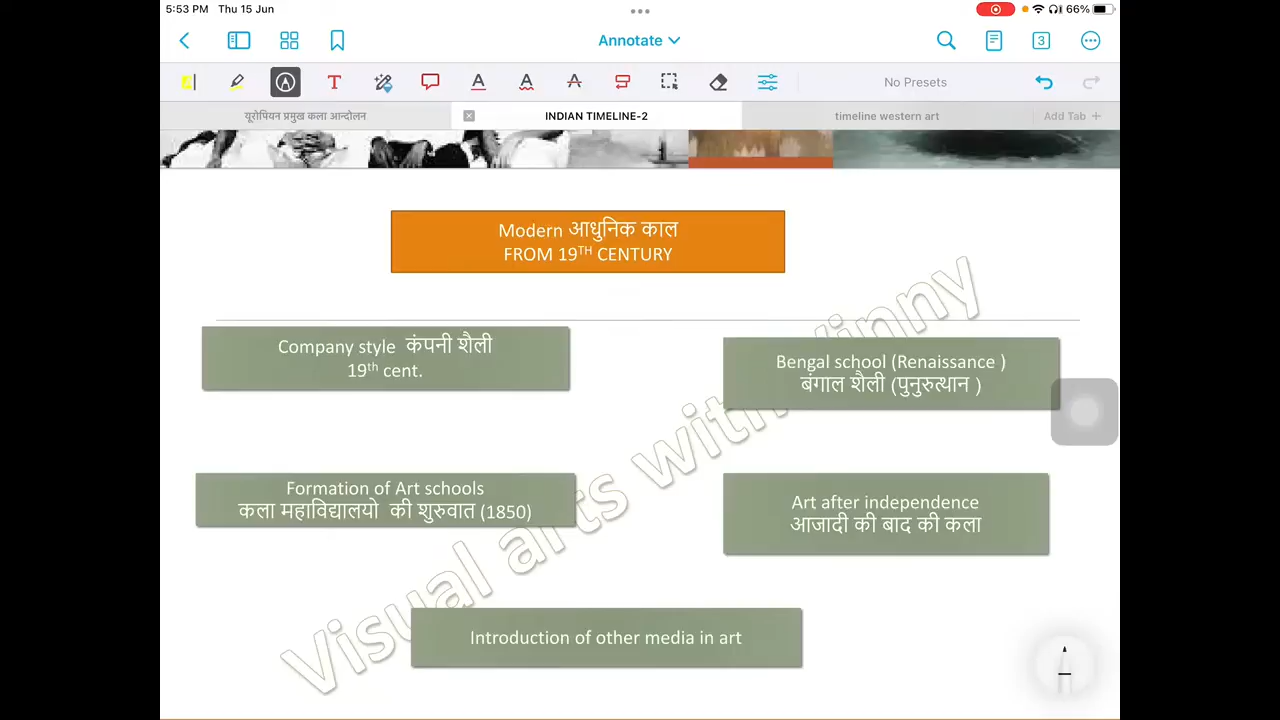 5:53 PM Thu 15 Jun
66%
Annotate
3
T
A
A
A
No Presets
यूरोपियन प्रमुख कला आन्दोलन
INDIAN TIMELINE-2
timeline western art
Add Tab +
Modern आधुनिक काल
FROM 19TH CENTURY
Company style कंपनी शैली
19th cent.
Bengal school (Renaissance )
बंगाल शैली (पुनुरुत्थान )
Formation of Art schools
कला महाविद्यालयो की शुरुवात (1850)
Art after independence
आजादी की बाद की कला
Introduction of other media in art
Visual arts with